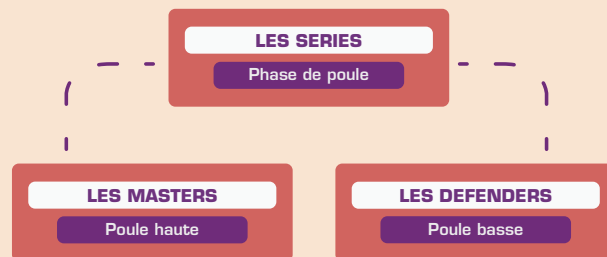 LES SERIES
Phase de poule
LES MASTERS
Poule haute
LES DEFENDERS
Poule basse